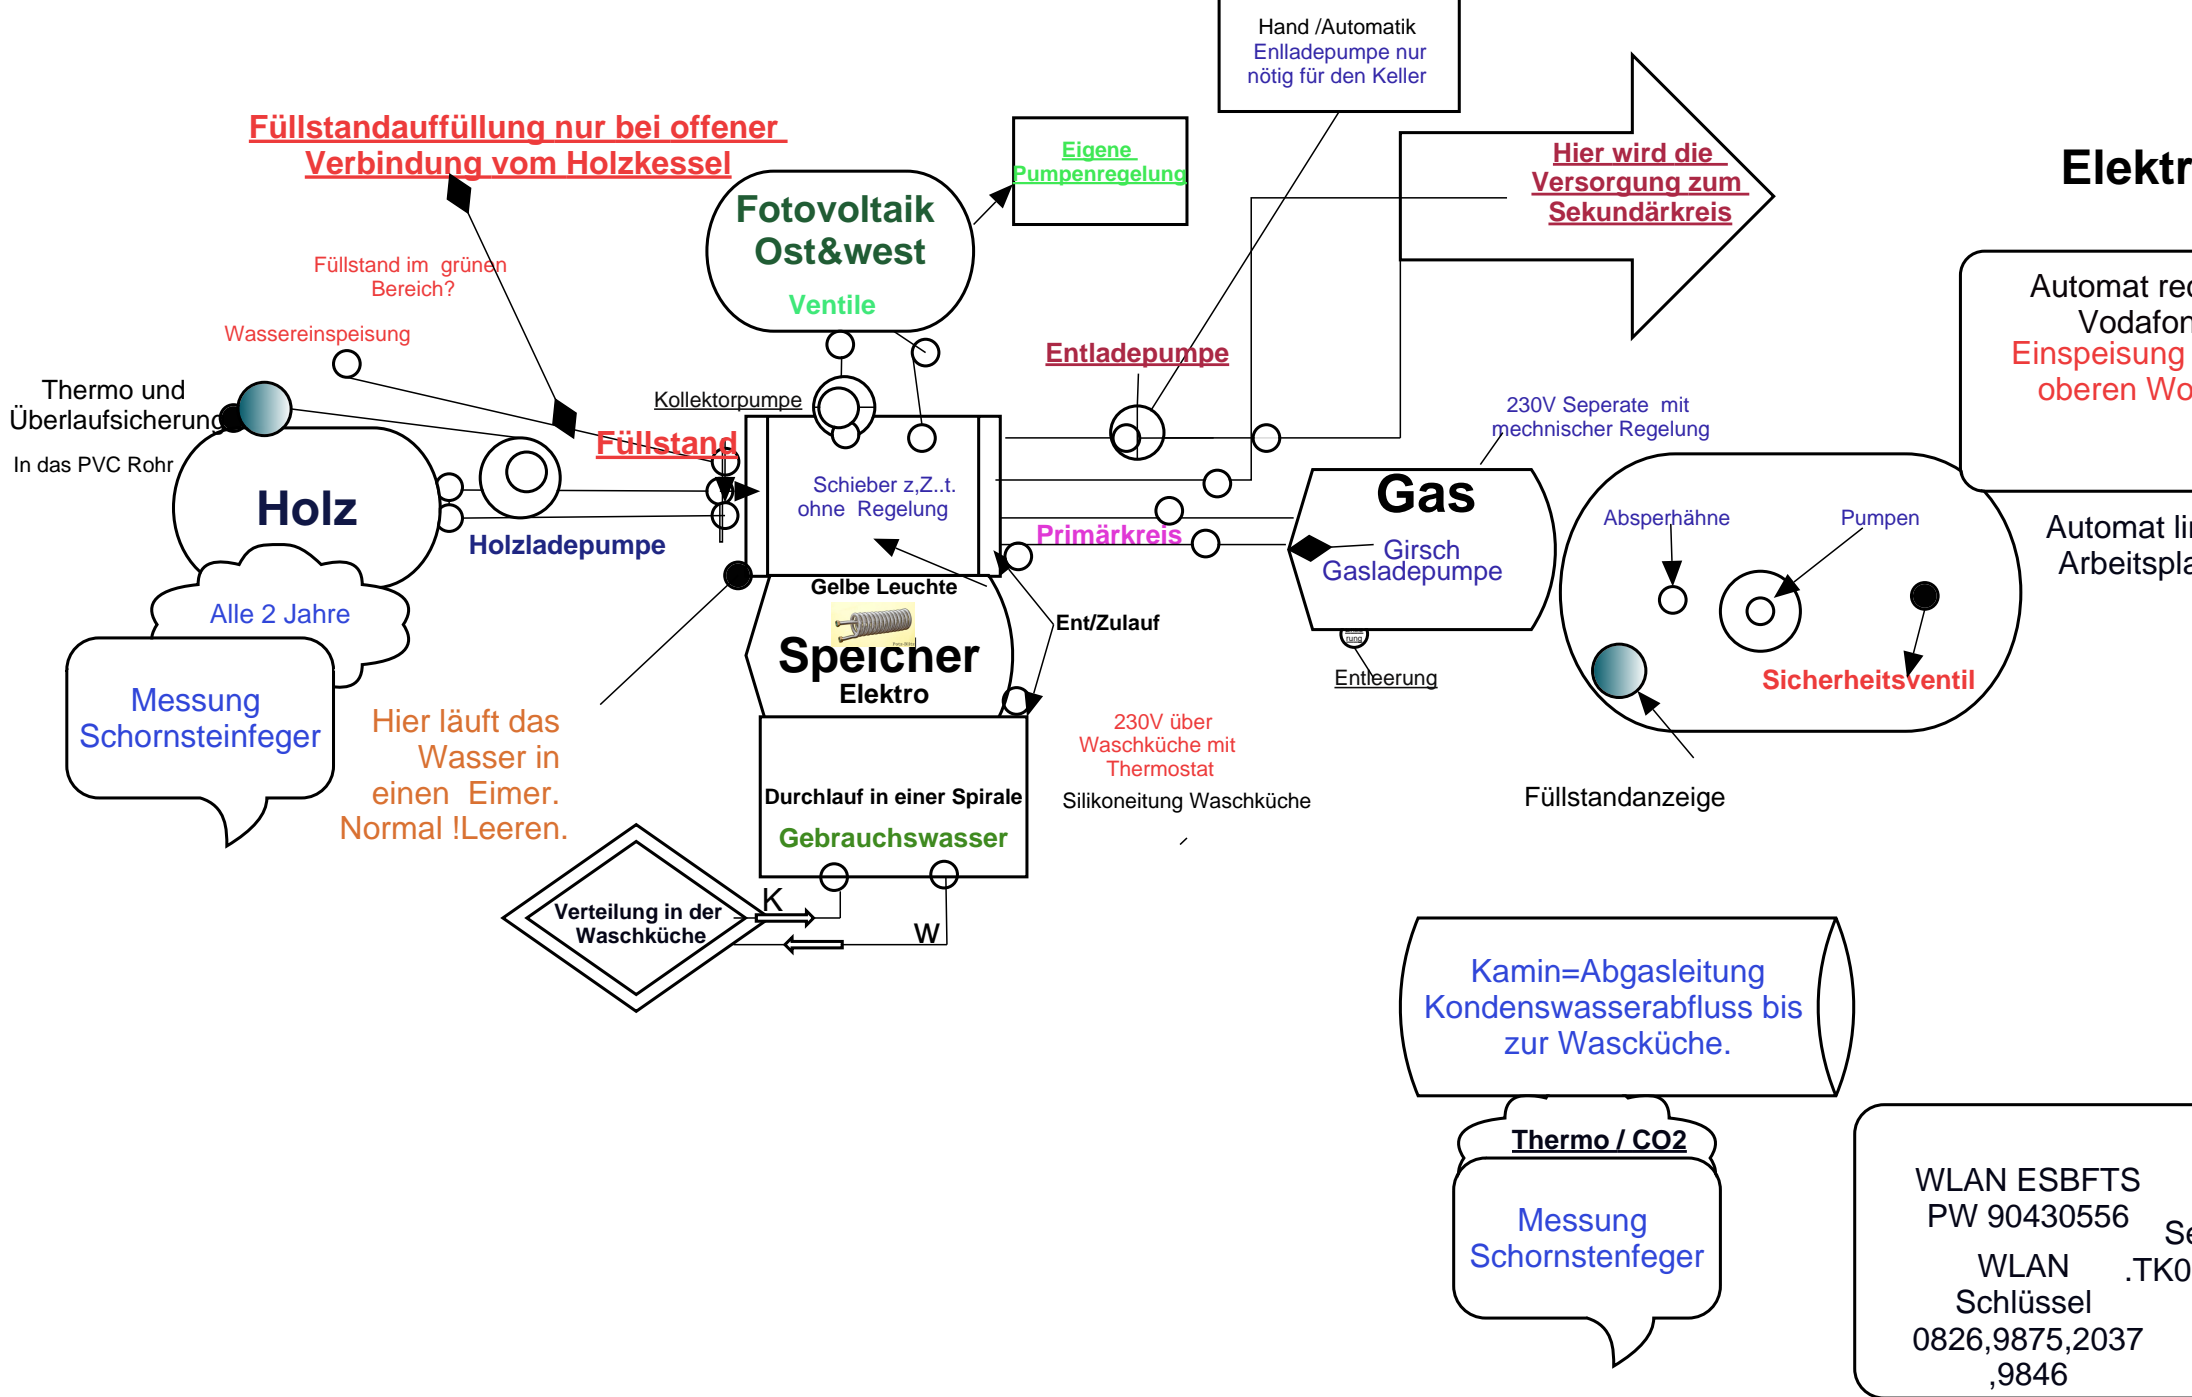 Hand /Automatik
Enlladepumpe nur
nötig für den Keller
Füllstandauffüllung nur bei offener
Verbindung vom Holzkessel
Eigene
Pumpenregelung
Hier wird die
Versorgung zum
Sekundärkreis
Fotovoltaik
Ost&west
Ventile
Füllstand im grünen
Bereich?
Wassereinspeisung
Thermo und
Überlaufsicherung
In das PVC Rohr
Kollektorpumpe
Füllstand
Entladepumpe
230V Seperate mit
mechnischer Regelung
Holz
Holzladepumpe
Schieber z,Z..t.
ohne Regelung
Primärkreis
Gas
Girsch
Gasladepumpe
Absperhähne
Pumpen
Sicherheitsventil
Füllstandanzeige
Alle 2 Jahre
Messung
Schornsteinfeger
Gelbe Leuchte
Speicher
Elektro
Ent/Zulauf
Entleerung
Hier läuft das
Wasser in
einen Eimer.
Normal !Leeren.
230V über
Waschküche mit
Thermostat
Silikoneitung Waschküche
Durchlauf in einer Spirale
Gebrauchswasser
Verteilung in der
Waschküche
K
W
Elektr
Automat re
Vodafon
Einspeisung
oberen Wo
Automat li
Arbeitspla
Kamin=Abgasleitung
Kondenswasserabfluss bis
zur Wascküche.
Thermo / CO2
Messung
Schornstenfeger
WLAN ESBFTS
PW 90430556
WLAN
Schlüssel
0826,9875,2037
,9846
Se
.TK0